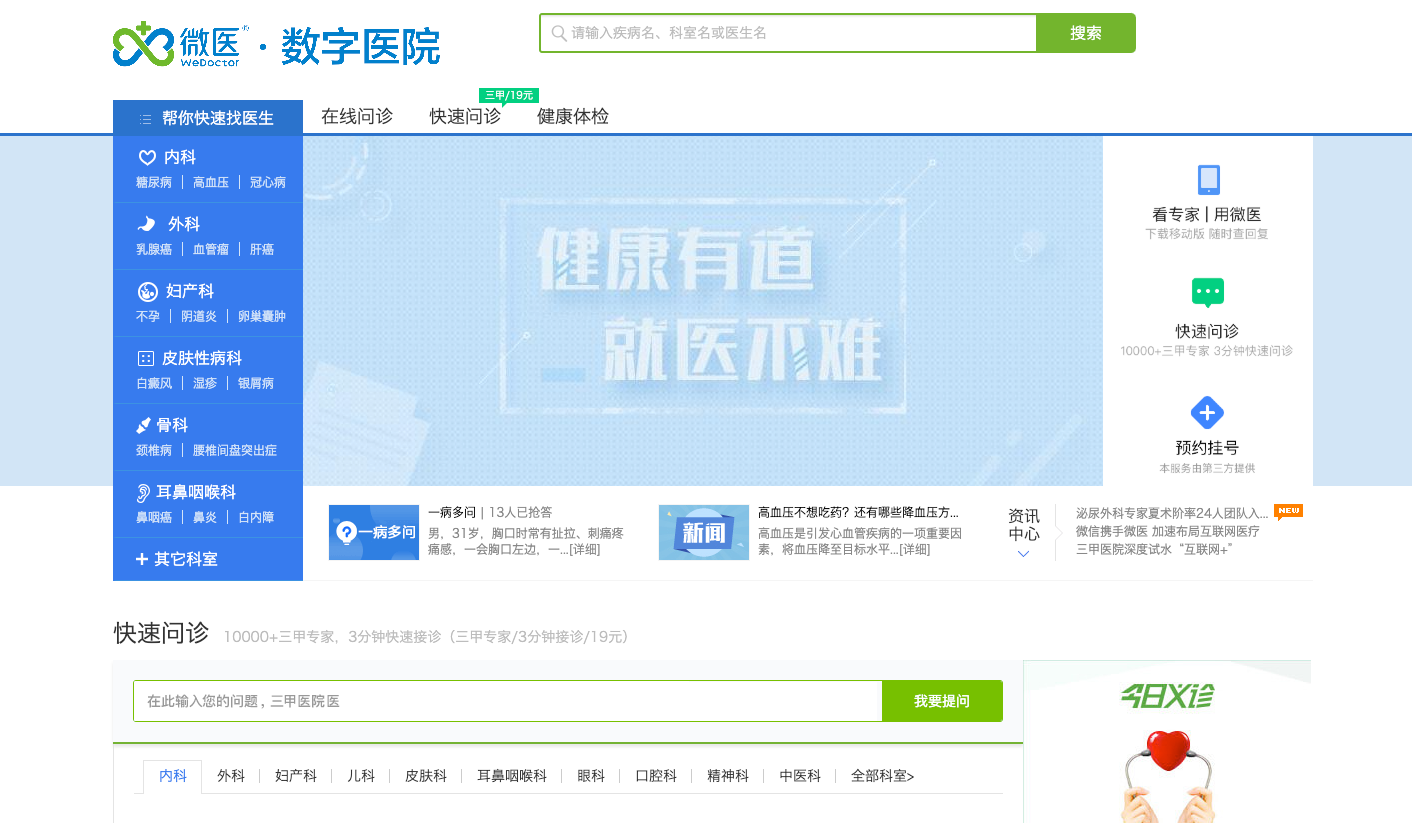 微医®
WeDoctor
·数字医院
请输入疾病名、科室名或医生名
搜索
三甲/19元
帮你快速找医生
在线问诊
快速问诊
健康体检
内科
糖尿病 | 高血压 | 冠心病
外科
乳腺癌 | 血管瘤 | 肝癌
妇产科
不孕 | 阴道炎 | 卵巢囊肿
皮肤性病科
白癜风 | 湿疹 | 银屑病
骨科
颈椎病 | 腰椎间盘突出症
耳鼻咽喉科
鼻咽癌 | 鼻炎 | 白内障
+ 其它科室
健康有道
就医不难
看专家 | 用微医
下载移动版 随时查回复
快速问诊
10000+三甲专家 3分钟快速问诊
预约挂号
本服务由第三方提供
一病多问
一病多问 | 13人已抢答
男，31岁，胸口时常有扯拉、刺痛疼
痛感，一会胸口左边，一...[详细]
新闻
高血压不想吃药？还有哪些降血压方...
高血压是引发心血管疾病的一项重要因
素，将血压降至目标水平...[详细]
资讯
中心
泌尿外科专家夏术阶率24人团队入...
NEW
微信携手微医 加速布局互联网医疗
三甲医院深度试水“互联网+”
快速问诊
10000+三甲专家，3分钟快速接诊（三甲专家/3分钟接诊/19元）
在此输入您的问题 , 三甲医院医
我要提问
今日义诊
内科 外科 | 妇产科 | 儿科 | 皮肤科 | 耳鼻咽喉科 | 眼科 | 口腔科 | 精神科 | 中医科 | 全部科室>